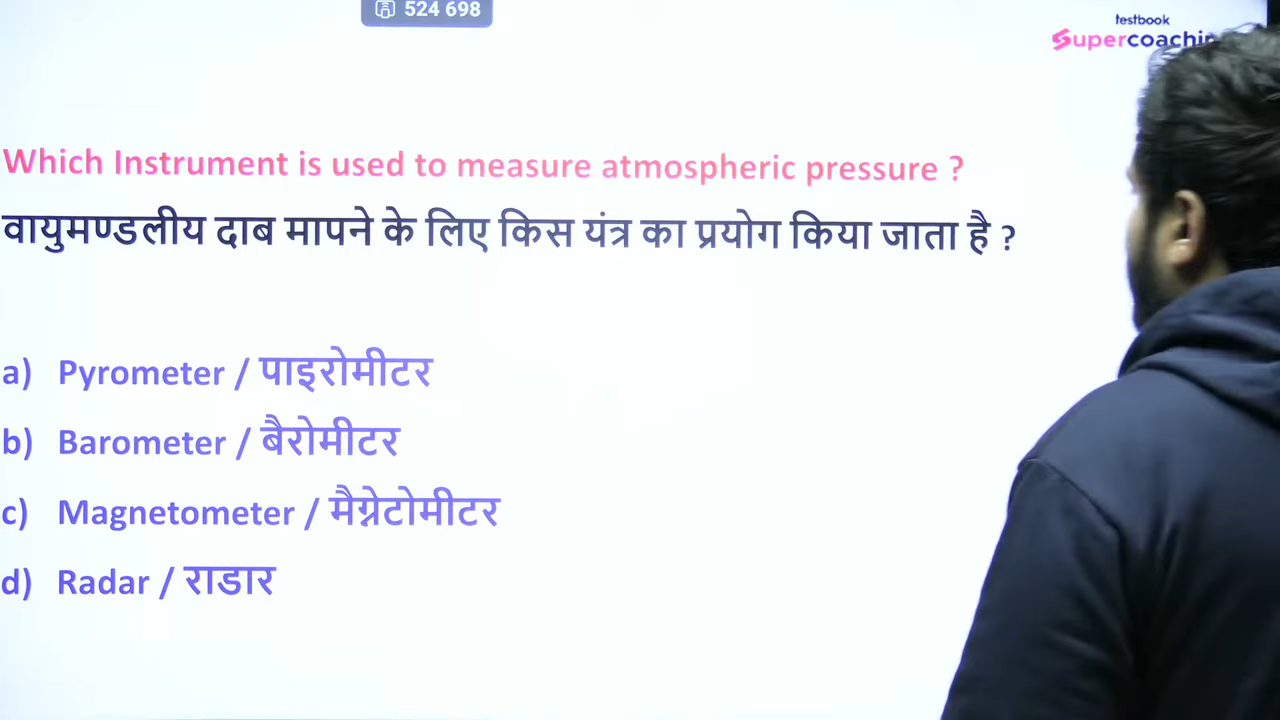 524 698
testbook
Supercoachin
Which Instrument is used to measure atmospheric pressure ?
वायुमण्डलीय दाब मापने के लिए किस यंत्र का प्रयोग किया जाता है ?
a) Pyrometer / पाइरोमीटर
b) Barometer / बैरोमीटर
c) Magnetometer / मैग्नेटोमीटर
d) Radar / राडार